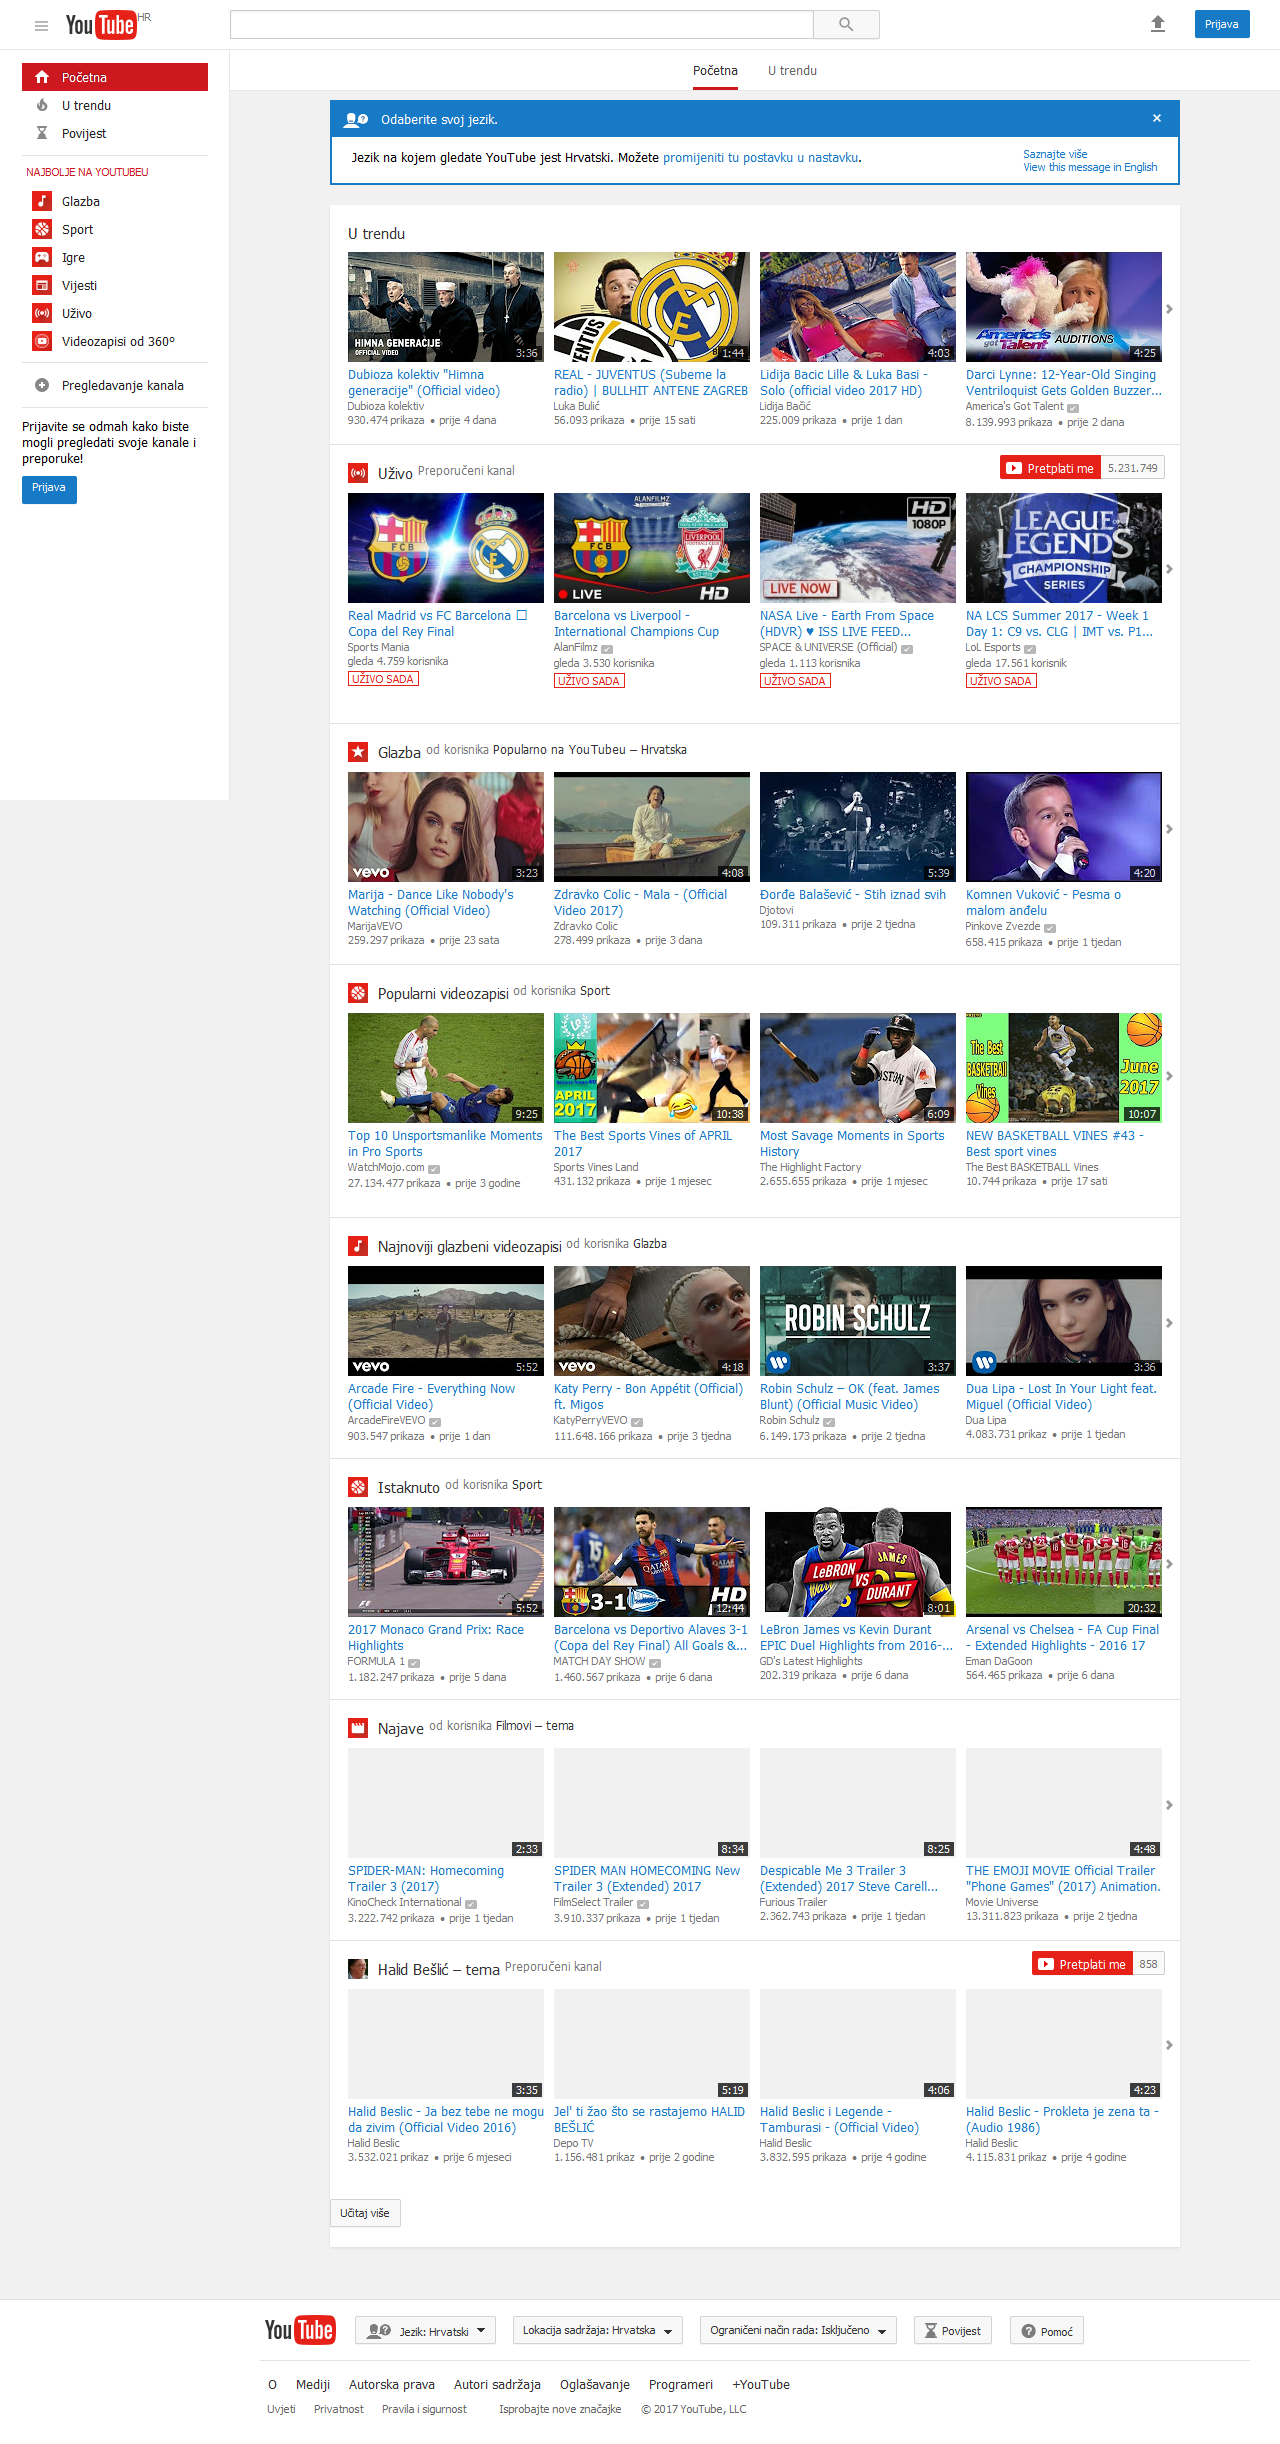 YouTube HR
Prijava
Početna
U trendu
Povijest
NAJBOLJE NA YOUTUBEU
Glazba
Sport
Igre
Vijesti
Uživo
Videozapisi od 360°
Pregledavanje kanala
Prijavite se odmah kako biste
mogli pregledati svoje kanale i
preporuke!
Prijava
Početna U trendu
Odaberite svoj jezik. ×
Jezik na kojem gledate YouTube jest Hrvatski. Možete promijeniti tu postavku u nastavku.
Saznajte više
View this message in English
U trendu
HIMNA GENERACIJE
OFFICIAL VIDEO
3:36
1:44
4:03
America's got Talent AUDITIONS
4:25
Dubioza kolektiv "Himna
generacije" (Official video)
Dubioza kolektiv
930.474 prikaza • prije 4 dana
REAL - JUVENTUS (Subeme la
radio) | BULLHIT ANTENE ZAGREB
Luka Bulić
56.093 prikaza • prije 15 sati
Lidija Bacic Lille & Luka Basi -
Solo (official video 2017 HD)
Lidija Bačić
225.009 prikaza • prije 1 dan
Darci Lynne: 12-Year-Old Singing
Ventriloquist Gets Golden Buzzer...
America's Got Talent
8.139.993 prikaza • prije 2 dana
Uživo Preporučeni kanal
Pretplati me 5.231.749
FCB
ALANFILMZ
FCB
LIVERPOOL
LIVE HD
HD
1080P
LIVE NOW
LEAGUE
LEGENDS
CHAMPIONSHIP
SERIES
Real Madrid vs FC Barcelona
Copa del Rey Final
Sports Mania
gleda 4.759 korisnika
UŽIVO SADA
Barcelona vs Liverpool -
International Champions Cup
AlanFilmz
gleda 3.530 korisnika
UŽIVO SADA
NASA Live - Earth From Space
(HDVR) ♥ ISS LIVE FEED...
SPACE & UNIVERSE (Official)
gleda 1.113 korisnika
UŽIVO SADA
NA LCS Summer 2017 - Week 1
Day 1: C9 vs. CLG | IMT vs. P1...
LoL Esports
gleda 17.561 korisnik
UŽIVO SADA
Glazba od korisnika Popularno na YouTubeu – Hrvatska
vevo 3:23
4:08
5:39
4:20
Marija - Dance Like Nobody's
Watching (Official Video)
MarijaVEVO
259.297 prikaza • prije 23 sata
Zdravko Colic - Mala - (Official
Video 2017)
Zdravko Colic
278.499 prikaza • prije 3 dana
Đorđe Balašević - Stih iznad svih
Djotovi
109.311 prikaza • prije 2 tjedna
Komnen Vuković - Pesma o
malom anđelu
Pinkove Zvezde
658.415 prikaza • prije 1 tjedan
Popularni videozapisi od korisnika Sport
9:25
APRIL
2017
10:38
BOSTON
6:09
The Best
BASKETBALL
Vines
June
2017
10:07
Top 10 Unsportsmanlike Moments
in Pro Sports
WatchMojo.com
27.134.477 prikaza • prije 3 godine
The Best Sports Vines of APRIL
2017
Sports Vines Land
431.132 prikaza • prije 1 mjesec
Most Savage Moments in Sports
History
The Highlight Factory
2.655.655 prikaza • prije 1 mjesec
NEW BASKETBALL VINES #43 -
Best sport vines
The Best BASKETBALL Vines
10.744 prikaza • prije 17 sati
Najnoviji glazbeni videozapisi od korisnika Glazba
vevo 5:52
vevo 4:18
ROBIN SCHULZ
3:37
3:36
Arcade Fire - Everything Now
(Official Video)
ArcadeFireVEVO
903.547 prikaza • prije 1 dan
Katy Perry - Bon Appétit (Official)
ft. Migos
KatyPerryVEVO
111.648.166 prikaza • prije 3 tjedna
Robin Schulz – OK (feat. James
Blunt) (Official Music Video)
Robin Schulz
6.149.173 prikaza • prije 2 tjedna
Dua Lipa - Lost In Your Light feat.
Miguel (Official Video)
Dua Lipa
4.083.731 prikaz • prije 1 tjedan
Istaknuto od korisnika Sport
5:52
3-1 HD
12:44
JAMES
LEBRON
VS
DURANT
8:01
20:32
2017 Monaco Grand Prix: Race
Highlights
FORMULA 1
1.182.247 prikaza • prije 5 dana
Barcelona vs Deportivo Alaves 3-1
(Copa del Rey Final) All Goals &...
MATCH DAY SHOW
1.460.567 prikaza • prije 6 dana
LeBron James vs Kevin Durant
EPIC Duel Highlights from 2016-...
GD's Latest Highlights
202.319 prikaza • prije 6 dana
Arsenal vs Chelsea - FA Cup Final
- Extended Highlights - 2016 17
Eman DaGoon
564.465 prikaza • prije 6 dana
Najave od korisnika Filmovi – tema
2:33
8:34
8:25
4:48
SPIDER-MAN: Homecoming
Trailer 3 (2017)
KinoCheck International
3.222.742 prikaza • prije 1 tjedan
SPIDER MAN HOMECOMING New
Trailer 3 (Extended) 2017
FilmSelect Trailer
3.910.337 prikaza • prije 1 tjedan
Despicable Me 3 Trailer 3
(Extended) 2017 Steve Carell...
Furious Trailer
2.362.743 prikaza • prije 1 tjedan
THE EMOJI MOVIE Official Trailer
"Phone Games" (2017) Animation.
Movie Universe
13.311.823 prikaza • prije 2 tjedna
Halid Bešlić – tema Preporučeni kanal
Pretplati me 858
3:35
5:19
4:06
4:23
Halid Beslic - Ja bez tebe ne mogu
da zivim (Official Video 2016)
Halid Beslic
3.532.021 prikaz • prije 6 mjeseci
Jel' ti žao što se rastajemo HALID
BEŠLIĆ
Depo TV
1.156.481 prikaz • prije 2 godine
Halid Beslic i Legende -
Tamburasi - (Official Video)
Halid Beslic
3.832.595 prikaza • prije 4 godine
Halid Beslic - Prokleta je zena ta -
(Audio 1986)
Halid Beslic
4.115.831 prikaz • prije 4 godine
Učitaj više
YouTube
Jezik: Hrvatski
Lokacija sadržaja: Hrvatska
Ograničeni način rada: Isključeno
Povijest
Pomoć
O Mediji Autorska prava Autori sadržaja Oglašavanje Programeri +YouTube
Uvjeti Privatnost Pravila i sigurnost Isprobajte nove značajke © 2017 YouTube, LLC